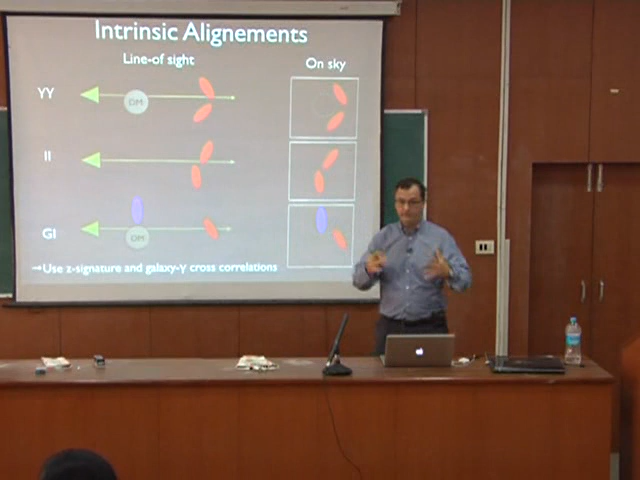 Intrinsic Alignements
Line-of sight
On sky
YY
DM
II
GI
DM
→Use z-signature and galaxy-γ cross correlations